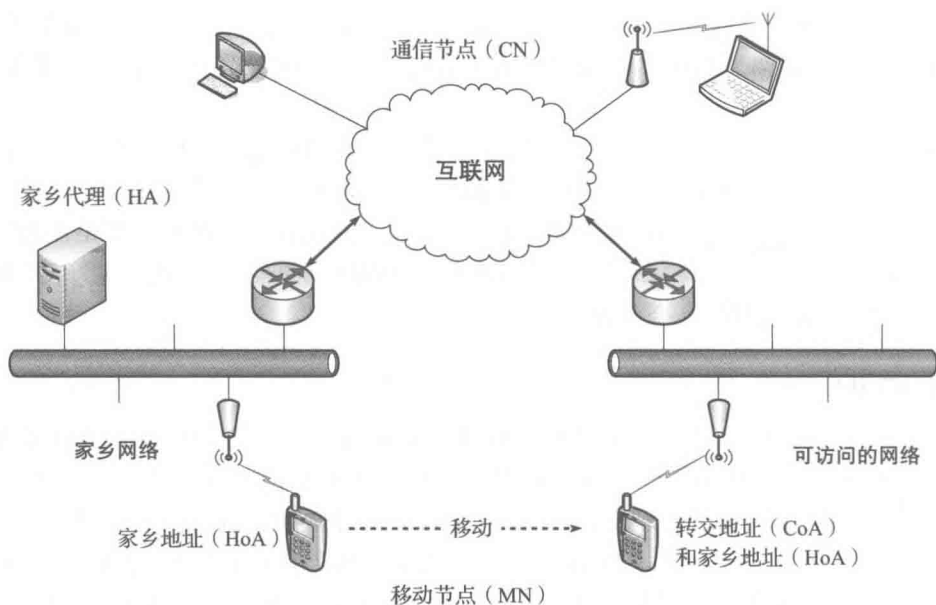 通信节点（CN）
互联网
家乡代理（HA）
家乡网络
可访问的网络
家乡地址（HoA）
移动
转交地址（CoA）
和家乡地址（HoA）
移动节点（MN）